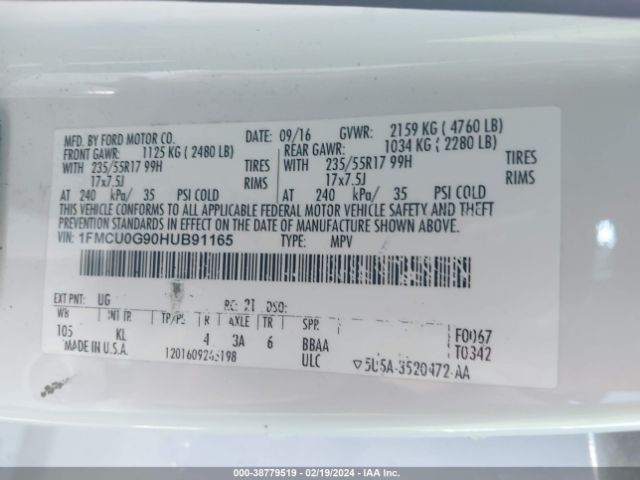 MFD. BY FORD MOTOR CO. DATE: 09/16 GVWR: 2159 KG ( 4760 LB)
FRONT GAWR: 1125 KG ( 2480 LB) REAR GAWR: 1034 KG ( 2280 LB)
WITH 235/55R17 99H TIRES WITH 235/55R17 99H TIRES
17x7.5J RIMS 17x7.5J RIMS
AT 240 kPa/ 35 PSI COLD AT 240 kPa/ 35 PSI COLD
THIS VEHICLE CONFORMS TO ALL APPLICABLE FEDERAL MOTOR VEHICLE SAFETY AND THEFT
PREVENTION STANDARDS IN EFFECT ON THE DATE OF MANUFACTURE SHOWN ABOVE.
VIN: 1FMCU0G90HUB91165 TYPE: MPV
EXT PNT: UG RC: 21 DSO:
WB INT TR TP/PS R AXLE TR SPR
105 KL 4 3A 6 BBAA F0067
MADE IN U.S.A. ULC T0342
5U5A-3520472-AA
000-38779519 - 02/19/2024 - IAA Inc.